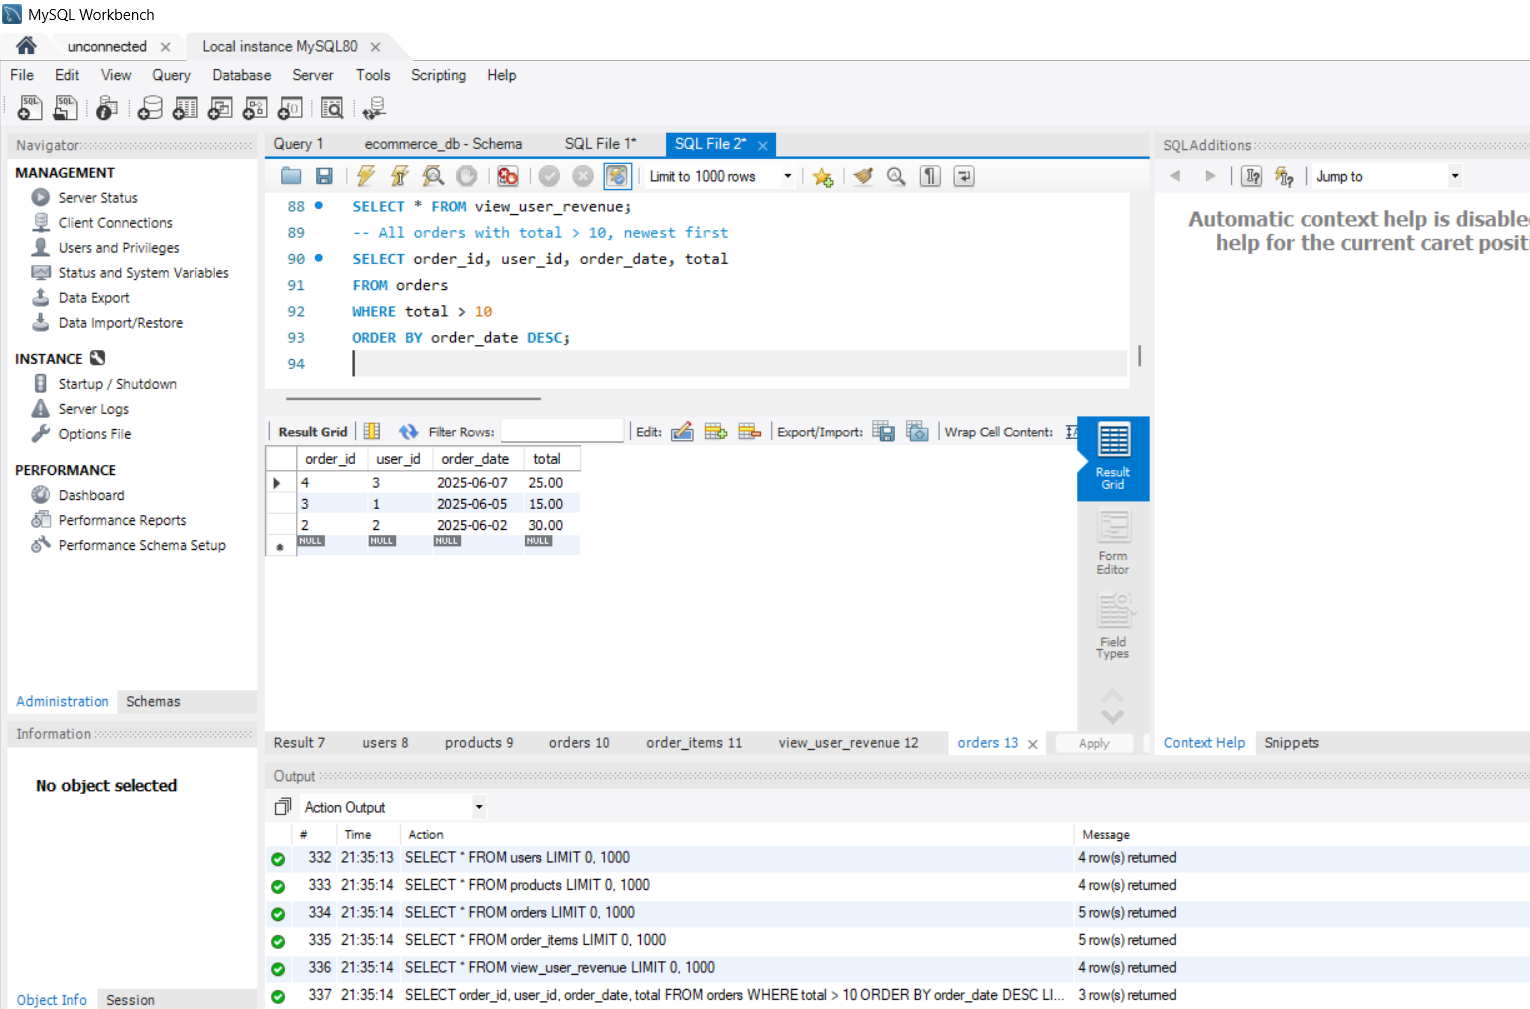 MySQL Workbench
unconnected
Local instance MySQL80
File Edit View Query Database Server Tools Scripting Help
Navigator
MANAGEMENT
Server Status
Client Connections
Users and Privileges
Status and System Variables
Data Export
Data Import/Restore
INSTANCE
Startup / Shutdown
Server Logs
Options File
PERFORMANCE
Dashboard
Performance Reports
Performance Schema Setup
Administration Schemas
Information
No object selected
Object Info Session
Query 1 ecommerce_db - Schema SQL File 1* SQL File 2*
Limit to 1000 rows
88 SELECT * FROM view_user_revenue;
89 -- All orders with total > 10, newest first
90 SELECT order_id, user_id, order_date, total
91 FROM orders
92 WHERE total > 10
93 ORDER BY order_date DESC;
94
Result Grid Filter Rows: Edit: Export/Import: Wrap Cell Content:
order_id user_id order_date total
4 3 2025-06-07 25.00
3 1 2025-06-05 15.00
2 2 2025-06-02 30.00
NULL NULL NULL NULL
Result
Grid
Form
Editor
Field
Types
Result 7 users 8 products 9 orders 10 order_items 11 view_user_revenue 12 orders 13 Apply
SQLAdditions
Jump to
Automatic context help is disable
help for the current caret positi
Context Help Snippets
Output
Action Output
# Time Action Message
332 21:35:13 SELECT * FROM users LIMIT 0, 1000 4 row(s) returned
333 21:35:14 SELECT * FROM products LIMIT 0, 1000 4 row(s) returned
334 21:35:14 SELECT * FROM orders LIMIT 0, 1000 5 row(s) returned
335 21:35:14 SELECT * FROM order_items LIMIT 0, 1000 5 row(s) returned
336 21:35:14 SELECT * FROM view_user_revenue LIMIT 0, 1000 4 row(s) returned
337 21:35:14 SELECT order_id, user_id, order_date, total FROM orders WHERE total > 10 ORDER BY order_date DESC LI... 3 row(s) returned